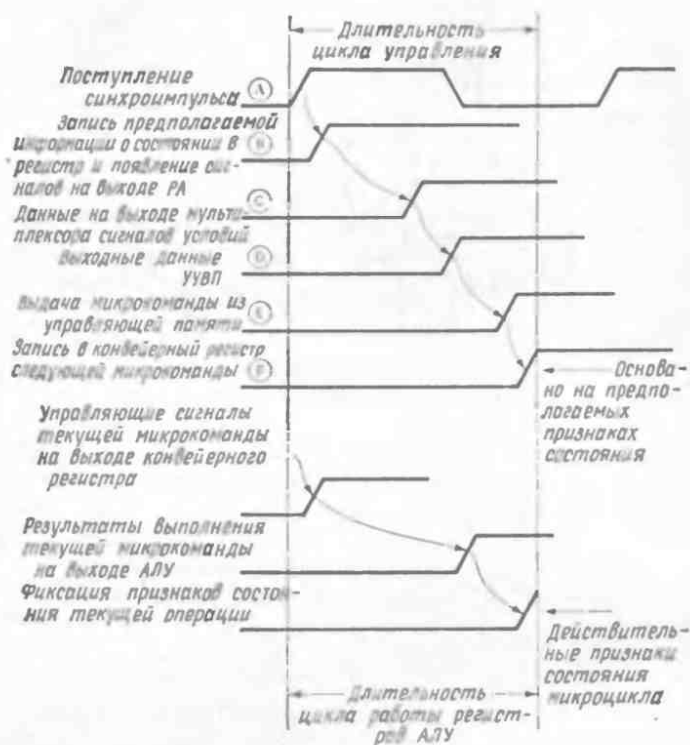 Длительность
цикла управления
Поступление
синхроимпульса A
Запись предполагаемой
информации о состоянии в B
регистр и появление сиг-
налов на выходе РА
Данные на выходе мульти- C
плексора сигналов условий
Выходные данные D
УУВП
Выдача микрокоманды из E
управляющей памяти
Запись в конвейерный регистр
следующей микрокоманды F
Основа-
но на предпо-
лагаемых
признаках
состояния
Управляющие сигналы
текущей микрокоманды
на выходе конвейерного
регистра
Результаты выполнения
текущей микрокоманды
на выходе АЛУ
Фиксация признаков состоя-
ния текущей операции
Действитель-
ные признаки
состояния
микроцикла
Длительность
цикла работы регист-
ров АЛУ